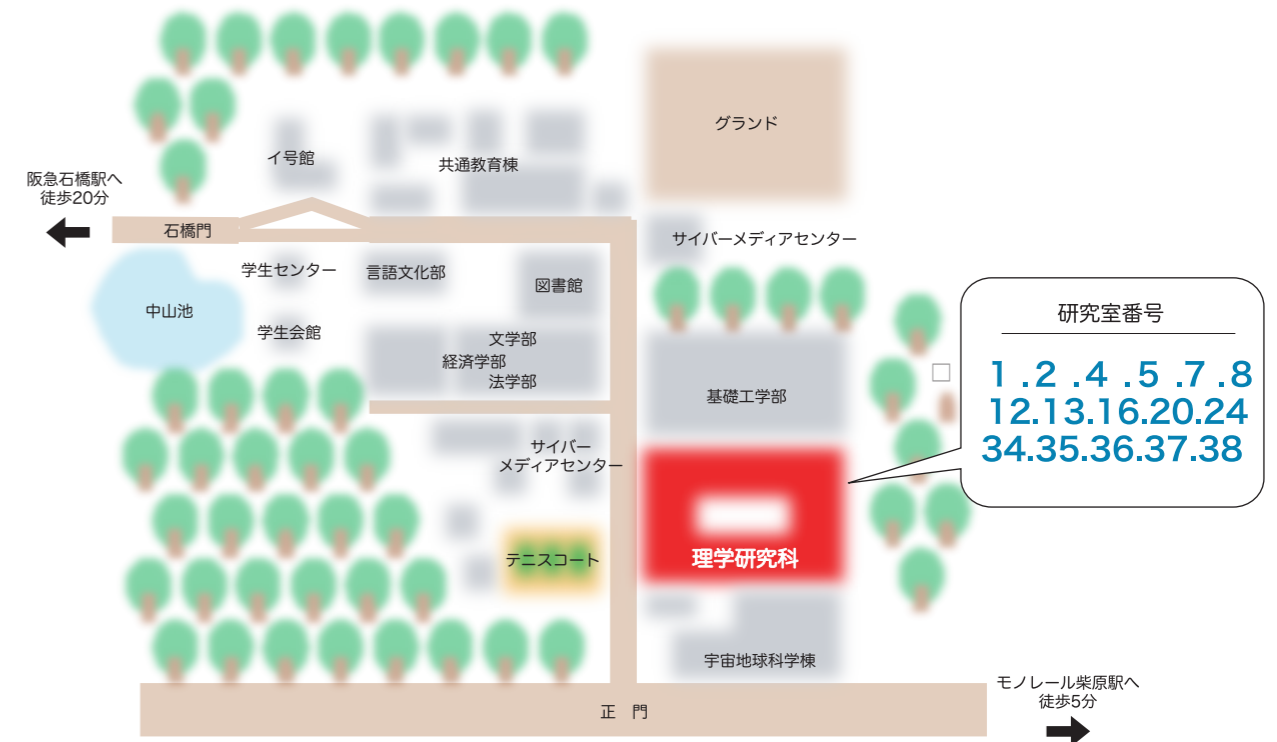 グランド
イ号館
共通教育棟
阪急石橋駅へ
徒歩20分
石橋門
サイバーメディアセンター
学生センター
言語文化部
図書館
中山池
学生会館
文学部
経済学部
法学部
基礎工学部
研究室番号
1 .2 .4 .5 .7 .8
12.13.16.20.24
34.35.36.37.38
サイバー
メディアセンター
テニスコート
理学研究科
宇宙地球科学棟
モノレール柴原駅へ
徒歩5分
正 門